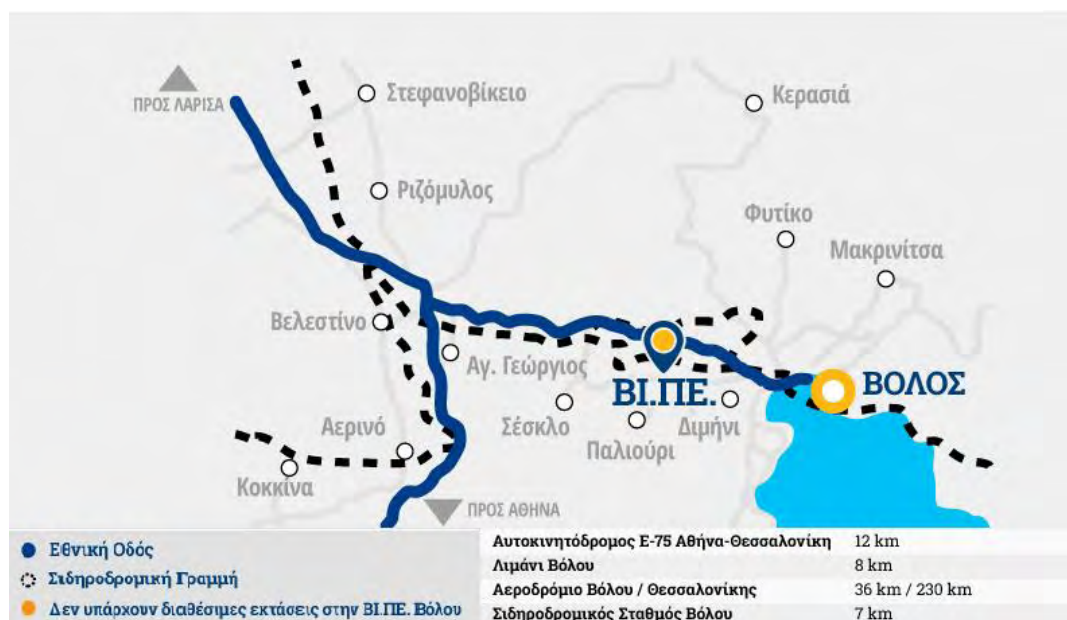 ΠΡΟΣ ΛΑΡΙΣΑ
Στεφανοβίκειο
Κερασιά
Ριζόμυλος
Φυτίκο
Μακρινίτσα
Βελεστίνο
Αγ. Γεώργιος
ΒΙ.ΠΕ.
ΒΟΛΟΣ
Αερινό
Σέσκλο
Παλιούρι
Διμήνι
Κοκκίνα
ΠΡΟΣ ΑΘΗΝΑ
Εθνική Οδός
Σιδηροδρομική Γραμμή
Δεν υπάρχουν διαθέσιμες εκτάσεις στην ΒΙ.ΠΕ. Βόλου
Αυτοκινητόδρομος Ε-75 Αθήνα-Θεσσαλονίκη 12 km
Λιμάνι Βόλου 8 km
Αεροδρόμιο Βόλου / Θεσσαλονίκης 36 km / 230 km
Σιδηροδρομικός Σταθμός Βόλου 7 km